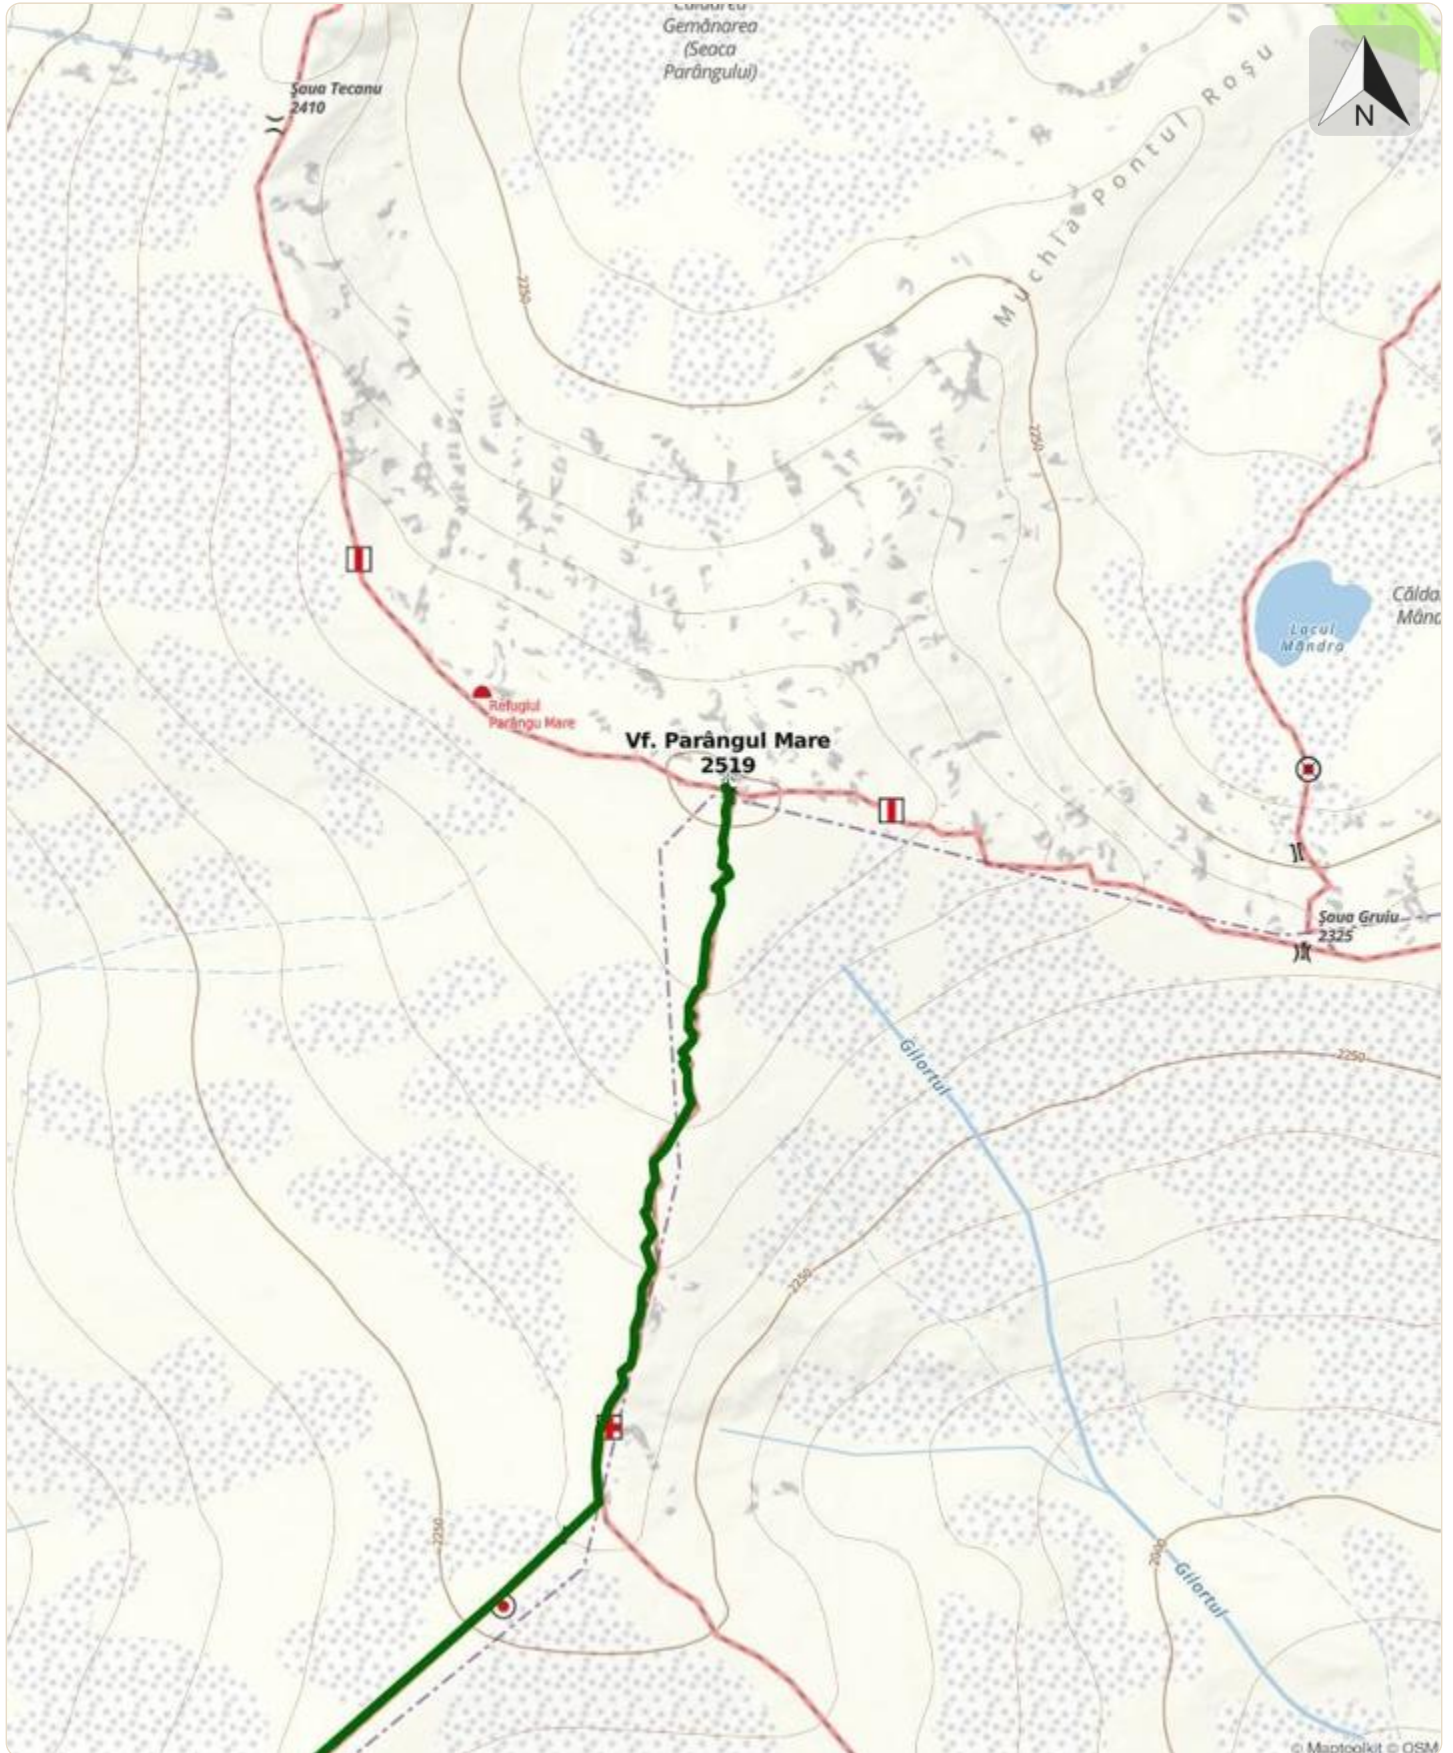 Căldarea
Gemănarea
(Seaca
Parângului)
N
Șaua Tecanu
2410
Muchia Pontul Roșu
2250
2250
Lacul
Mândra
Refugiul
Parângu Mare
Vf. Parângul Mare
2519
Șaua Gruiu
2325
Gilortul
2250
2250
2250
2000
Gilortul
© Maptoolkit © OSM